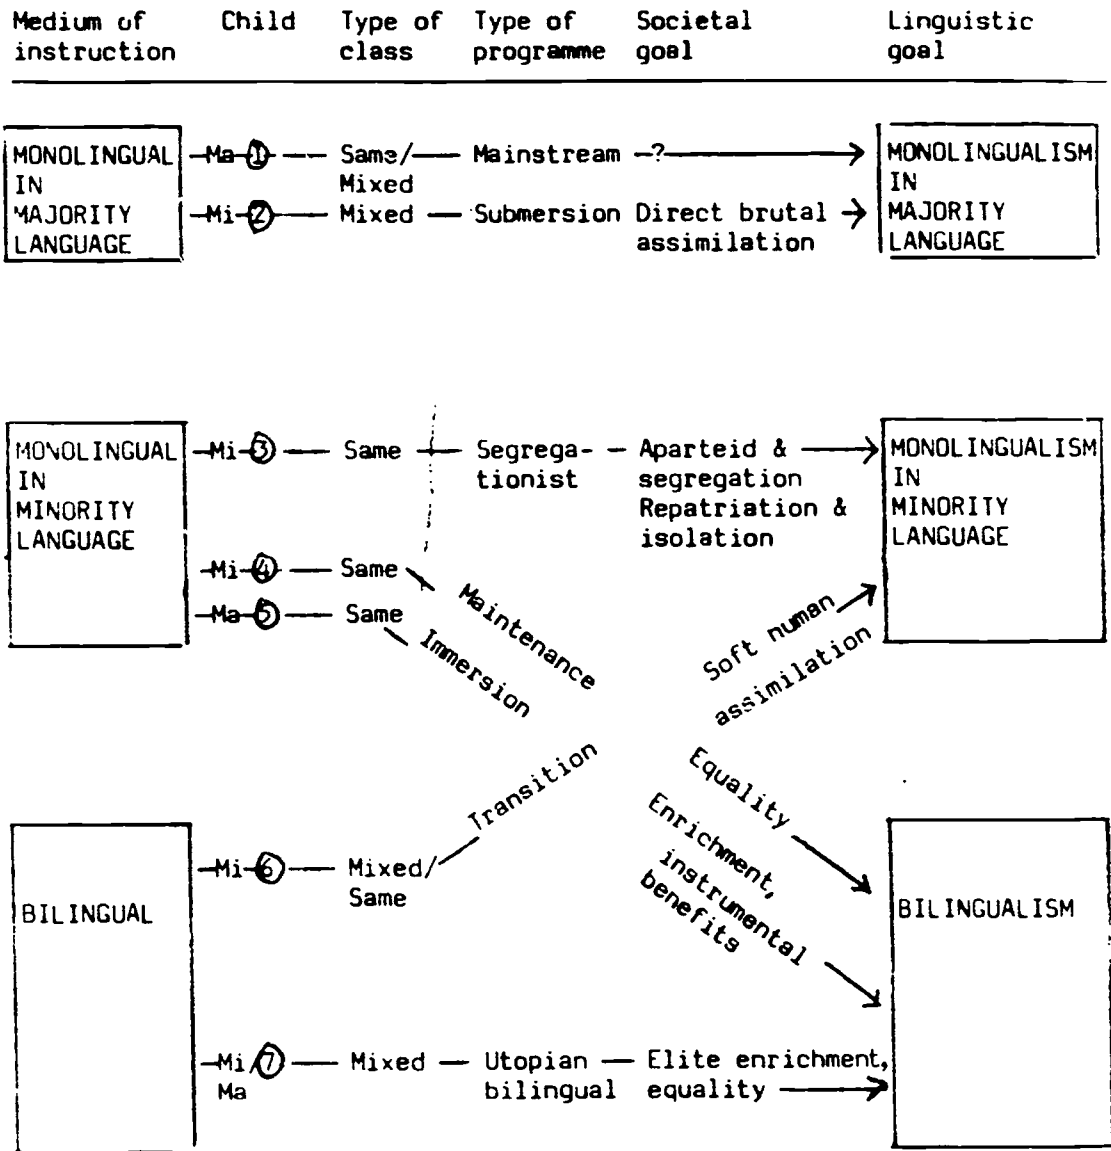 Medium of Child Type of Type of Societal Linguistic
instruction class programme goal goal
MONOLINGUAL Ma 1 Same/ Mainstream ? MONOLINGUALISM
IN Mixed IN
MAJORITY Mi 2 Mixed Submersion Direct brutal MAJORITY
LANGUAGE assimilation LANGUAGE
MONOLINGUAL Mi 3 Same Segrega- Aparteid & MONOLINGUALISM
IN tionist segregation IN
MINORITY Repatriation & MINORITY
LANGUAGE isolation LANGUAGE
Mi 4 Same Maintenance
Ma 5 Same Immersion
Soft human
assimilation
Transition
Equality
Enrichment,
instrumental
benefits
Mi 6 Mixed/
Same
BILINGUAL BILINGUALISM
Mi/ 7 Mixed Utopian Elite enrichment,
Ma bilingual equality